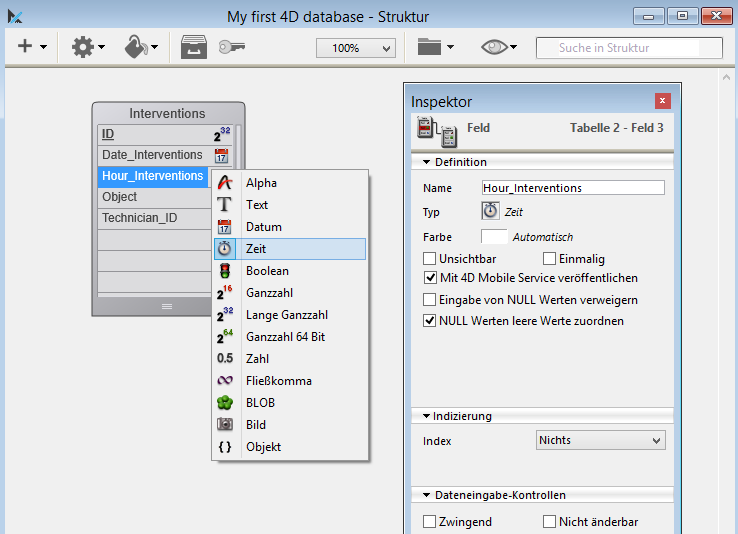 My first 4D database - Struktur
100%
Suche in Struktur
Interventions
ID 2 32
Date_Interventions 17
Hour_Interventions
Object
Technician_ID
Alpha
T Text
17 Datum
Zeit
Boolean
2 16 Ganzzahl
2 32 Lange Ganzzahl
2 64 Ganzzahl 64 Bit
0.5 Zahl
Fließkomma
BLOB
Bild
{ } Objekt
Inspektor
Feld Tabelle 2 - Feld 3
Definition
Name Hour_Interventions
Typ Zeit
Farbe Automatisch
Unsichtbar Einmalig
Mit 4D Mobile Service veröffentlichen
Eingabe von NULL Werten verweigern
NULL Werten leere Werte zuordnen
Indizierung
Index Nichts
Dateneingabe-Kontrollen
Zwingend Nicht änderbar